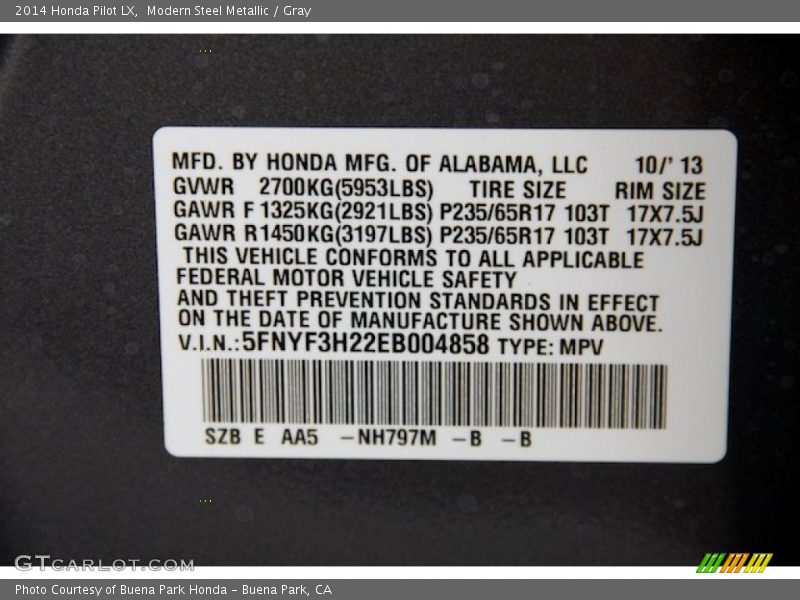 2014 Honda Pilot LX, Modern Steel Metallic / Gray
MFD. BY HONDA MFG. OF ALABAMA, LLC 10/' 13
GVWR 2700KG(5953LBS) TIRE SIZE RIM SIZE
GAWR F 1325KG(2921LBS) P235/65R17 103T 17X7.5J
GAWR R1450KG(3197LBS) P235/65R17 103T 17X7.5J
THIS VEHICLE CONFORMS TO ALL APPLICABLE
FEDERAL MOTOR VEHICLE SAFETY
AND THEFT PREVENTION STANDARDS IN EFFECT
ON THE DATE OF MANUFACTURE SHOWN ABOVE.
V.I.N.: 5FNYF3H22EB004858 TYPE: MPV
SZB E AA5 –NH797M –B –B
GTCARLOT.COM
Photo Courtesy of Buena Park Honda – Buena Park, CA